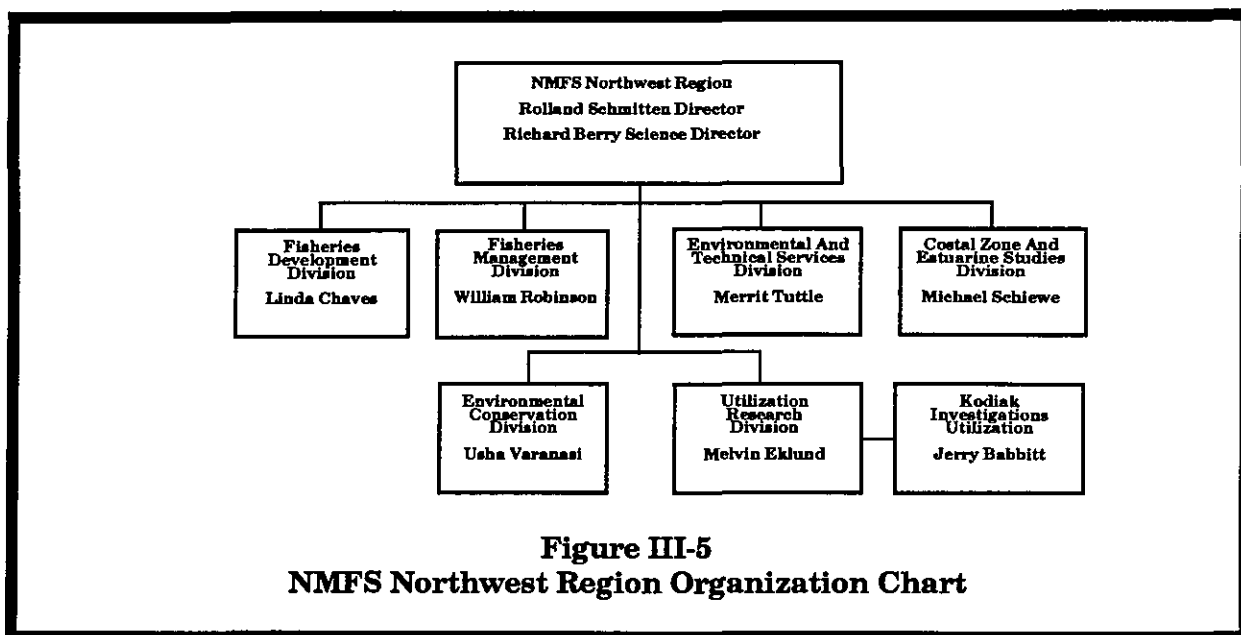 NMFS Northwest Region
Rolland Schmitten Director
Richard Berry Science Director
Fisheries
Development
Division
Linda Chaves
Fisheries
Management
Division
William Robinson
Environmental And
Technical Services
Division
Merrit Tuttle
Costal Zone And
Estuarine Studies
Division
Michael Schiewe
Environmental
Conservation
Division
Usha Varanasi
Utilization
Research
Division
Melvin Eklund
Kodiak
Investigations
Utilization
Jerry Babbitt
Figure III-5
NMFS Northwest Region Organization Chart